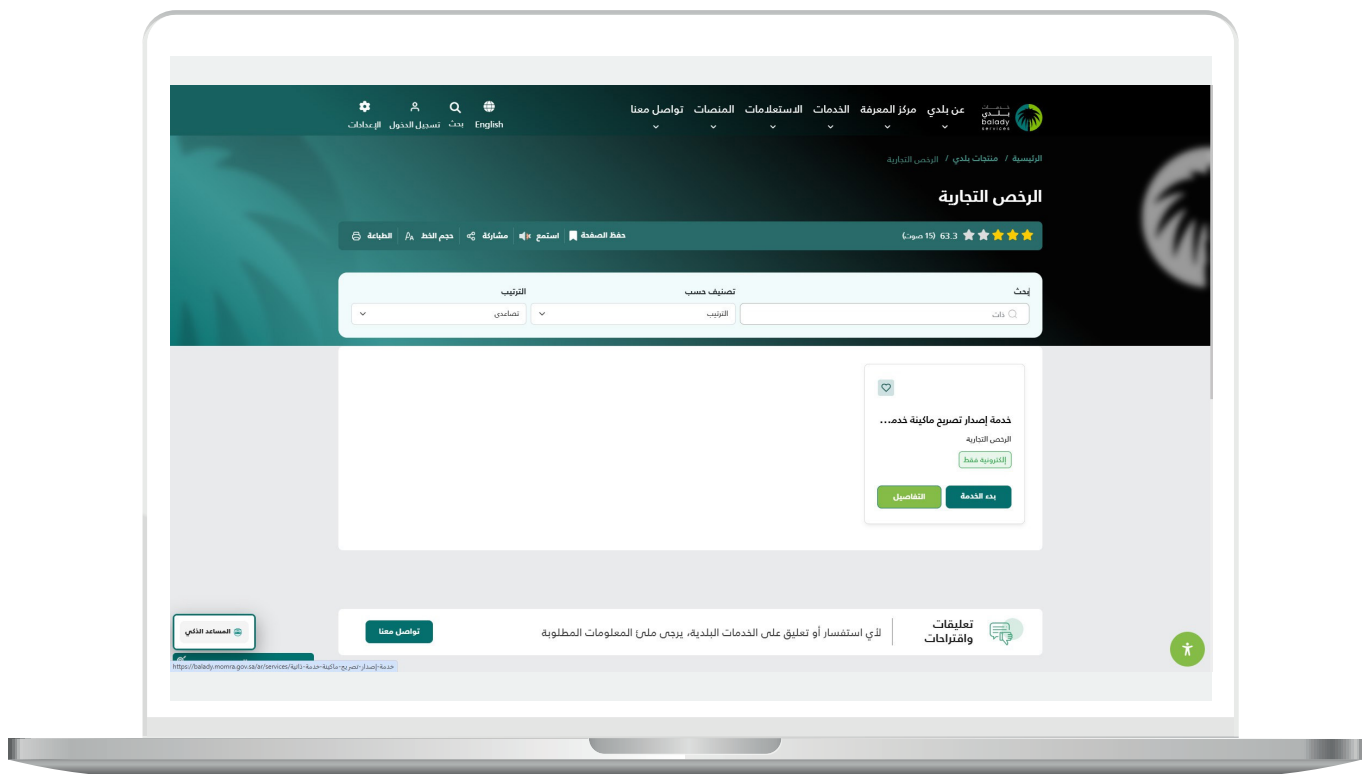 خدمات
بلدي
balady
services
عن بلدي
مركز المعرفة
الخدمات
الاستعلامات
المنصات
تواصل معنا
English
بحث
تسجيل الدخول
الإعدادات
الرئيسية / منتجات بلدي / الرخص التجارية
الرخص التجارية
63.3 (15 صوت)
حفظ الصفحة
استمع
مشاركة
حجم الخط
الطباعة
إبحث
تصنيف حسب
الترتيب
ذات
الترتيب
تصاعدي
خدمة إصدار تصريح ماكينة خدم...
الرخص التجارية
إلكترونية فقط
بدء الخدمة
التفاصيل
تعليقات
واقتراحات
لأي استفسار أو تعليق على الخدمات البلدية، يرجى ملئ المعلومات المطلوبة
تواصل معنا
المساعد الذكي
https://balady.momra.gov.sa/ar/services/خدمة-إصدار-تصريح-ماكينة-خدمة-ذاتية